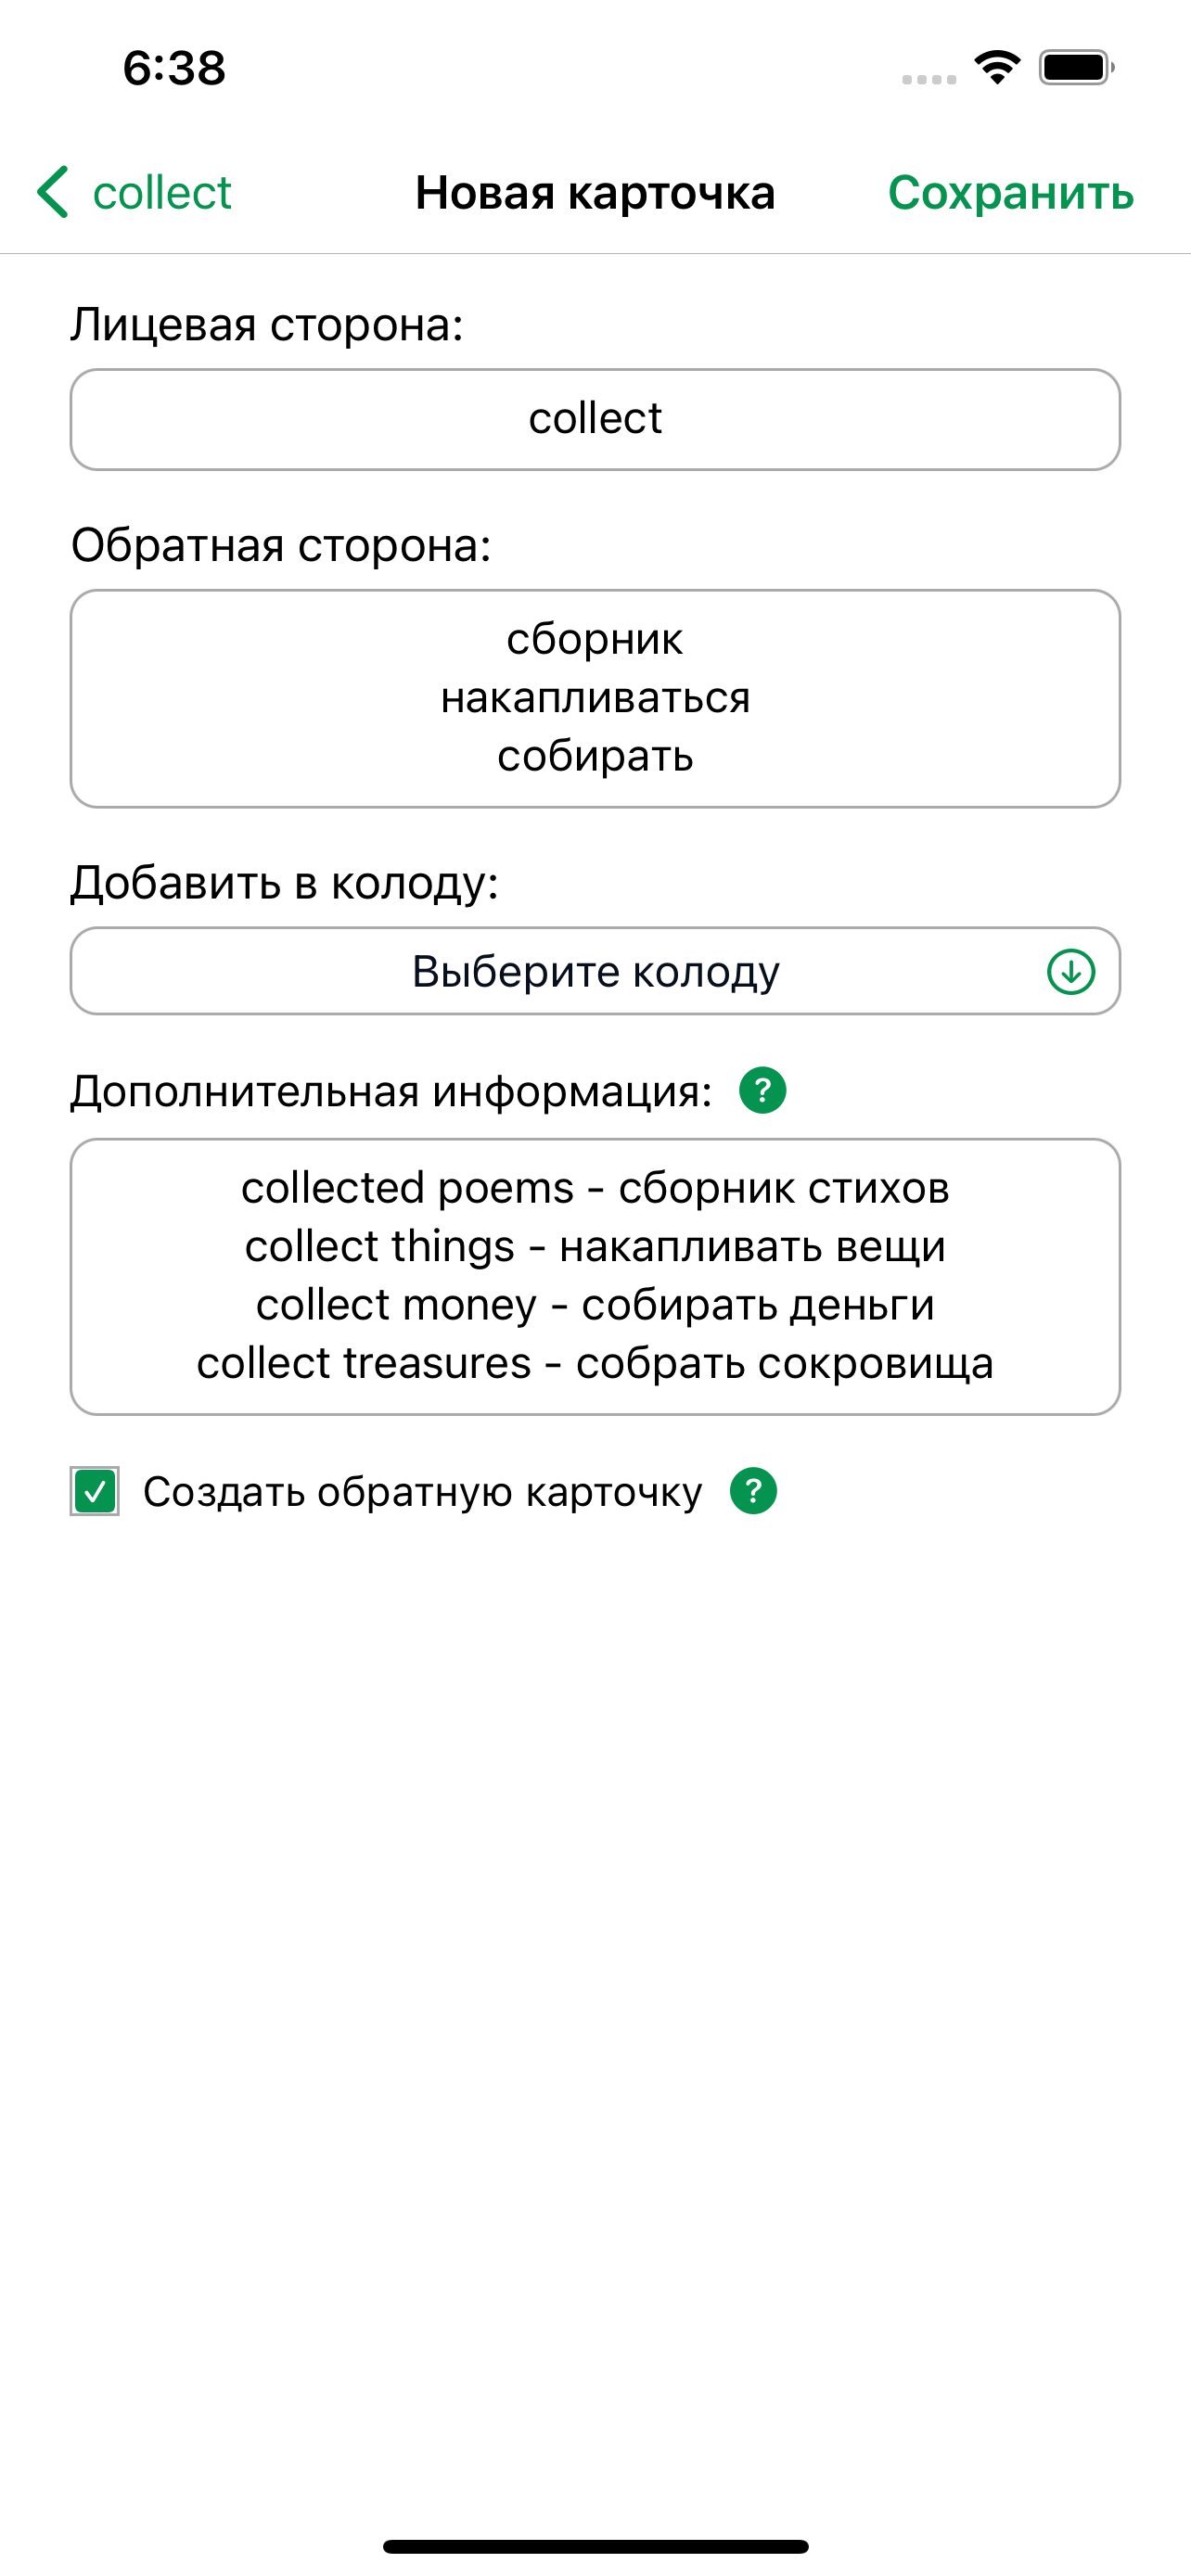 6:38
collect
Новая карточка
Сохранить
Лицевая сторона:
collect
Обратная сторона:
сборник
накапливаться
собирать
Добавить в колоду:
Выберите колоду
Дополнительная информация: ?
collected poems - сборник стихов
collect things - накапливать вещи
collect money - собирать деньги
collect treasures - собрать сокровища
Создать обратную карточку ?